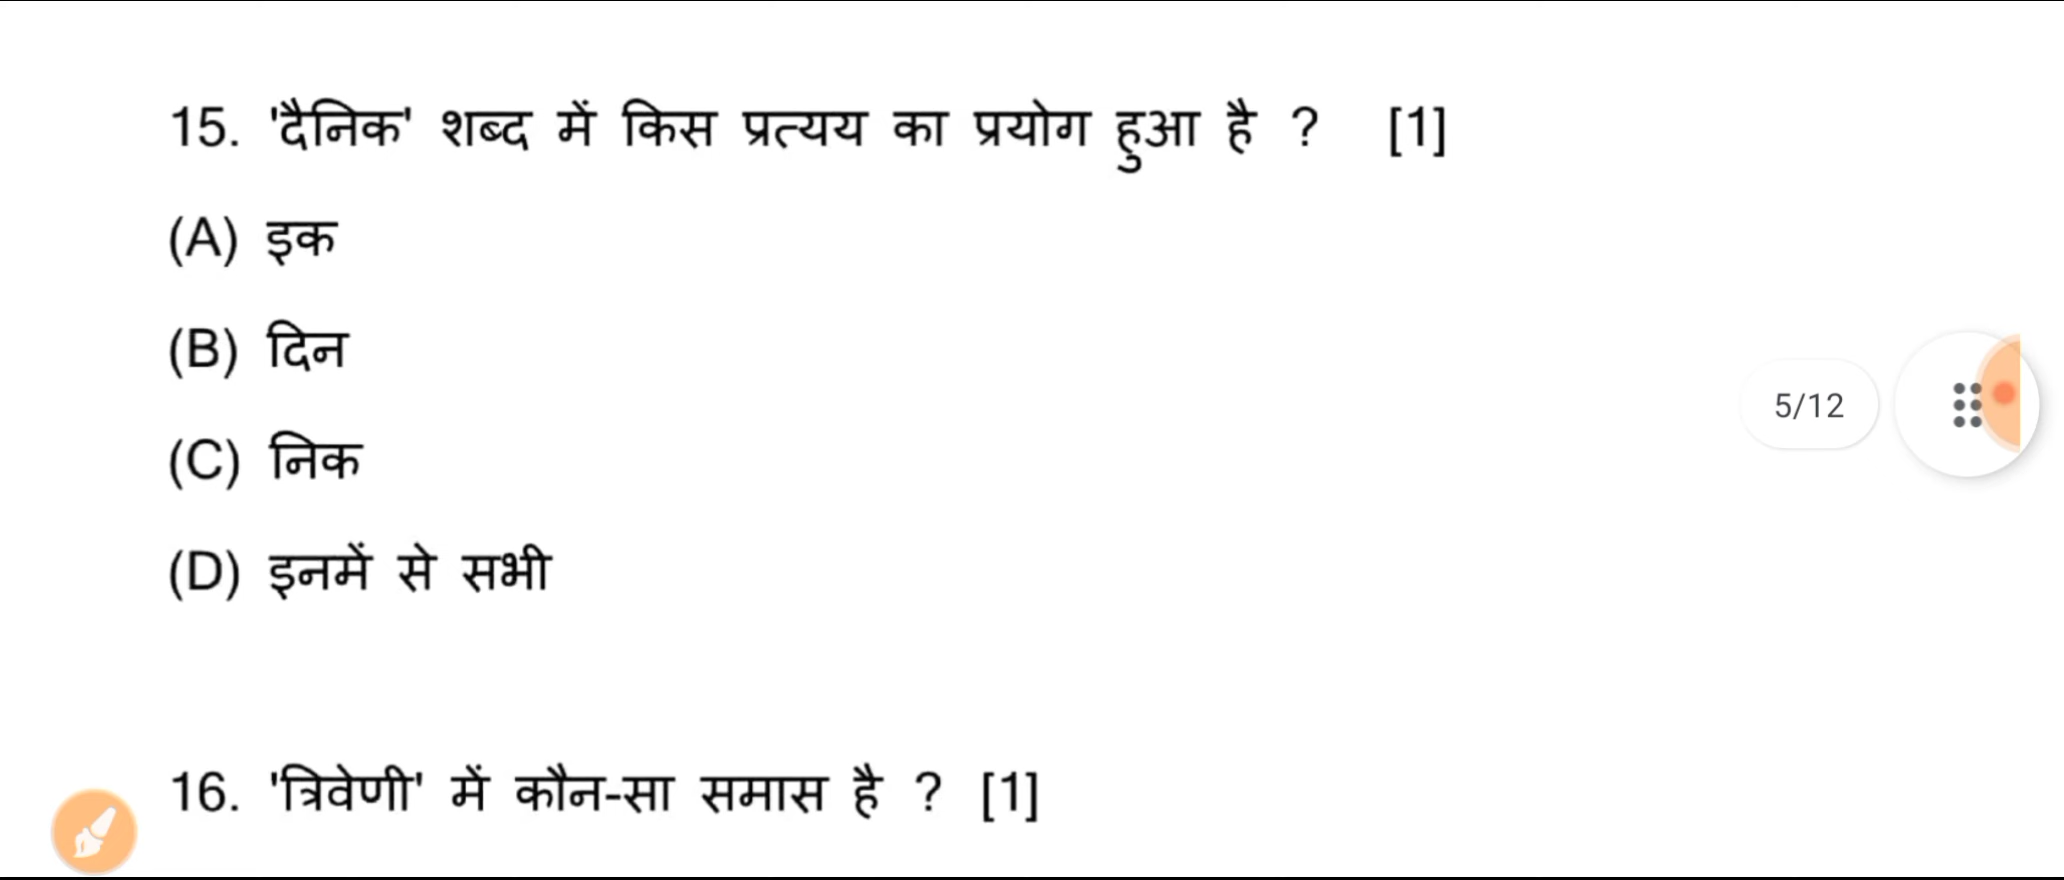 15. 'दैनिक' शब्द में किस प्रत्यय का प्रयोग हुआ है ? [1]
(A) इक
(B) दिन
(C) निक
(D) इनमें से सभी
5/12
16. 'त्रिवेणी' में कौन-सा समास है ? [1]